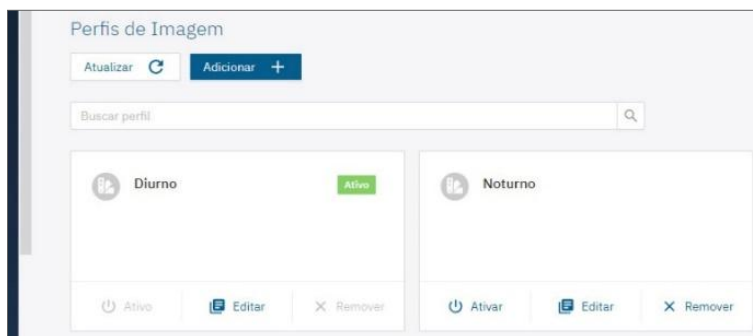 Perfis de Imagem
Atualizar Adicionar
Buscar perfil
Diurno Ativo Noturno
Ativo Editar Remover Ativar Editar Remover